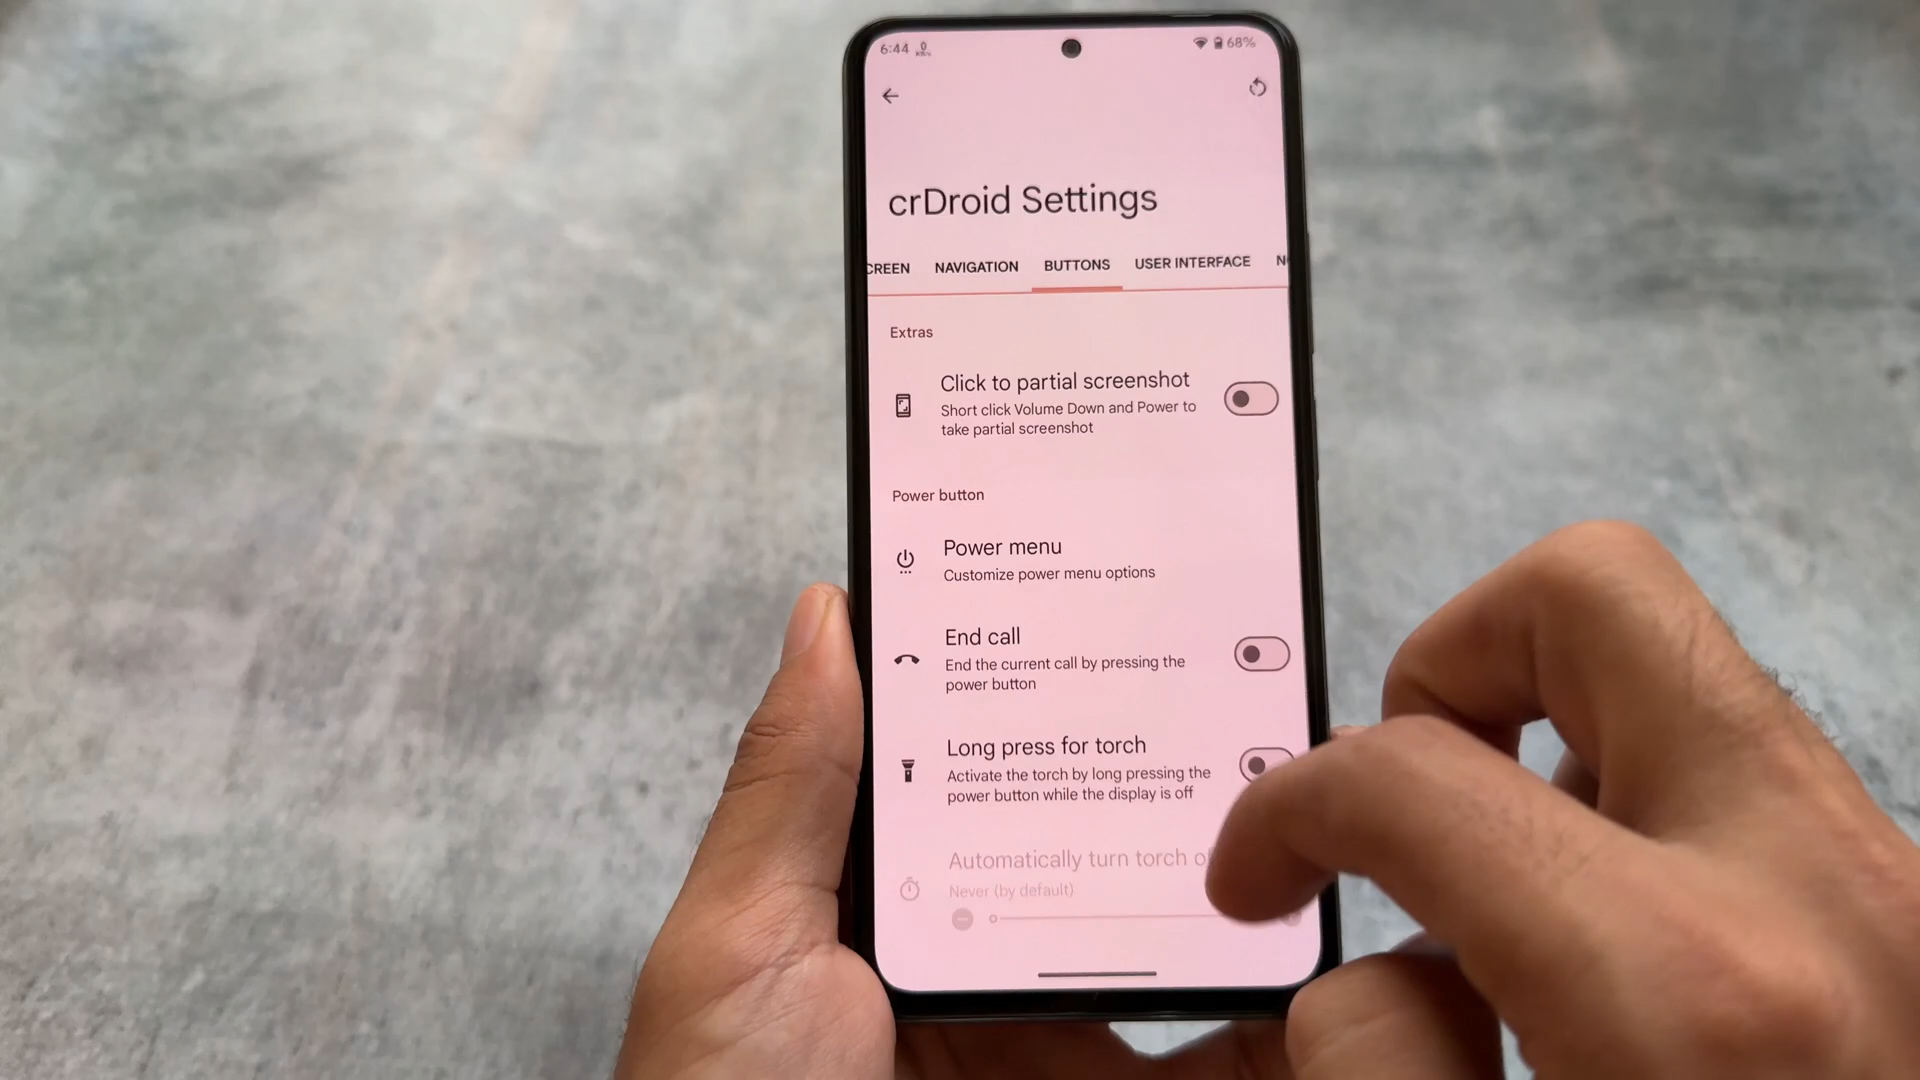 6:44 0
68%
crDroid Settings
CREEN NAVIGATION BUTTONS USER INTERFACE N
Extras
Click to partial screenshot
Short click Volume Down and Power to
take partial screenshot
Power button
Power menu
Customize power menu options
End call
End the current call by pressing the
power button
Long press for torch
Activate the torch by long pressing the
power button while the display is off
Automatically turn torch o
Never (by default)